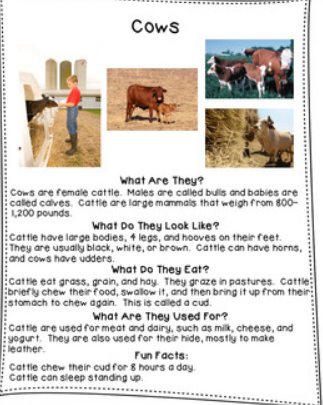 Cows
What Are They?
Cows are female cattle. Males are called bulls and babies are
called calves. Cattle are large mammals that weigh from 800-
1,200 pounds.
What Do They Look Like?
Cattle have large bodies, 4 legs, and hooves on their feet.
They are usually black, white, or brown. Cattle can have horns,
and cows have udders.
What Do They Eat?
Cattle eat grass, grain, and hay. They graze in pastures. Cattle
briefly chew their food, swallow it, and then bring it up from their
stomach to chew again. This is called a cud.
What Are They Used For?
Cattle are used for meat and dairy, such as milk, cheese, and
yogurt. They are also used for their hide, mostly to make
leather.
Fun Facts:
Cattle chew their cud for 8 hours a day.
Cattle can sleep standing up.